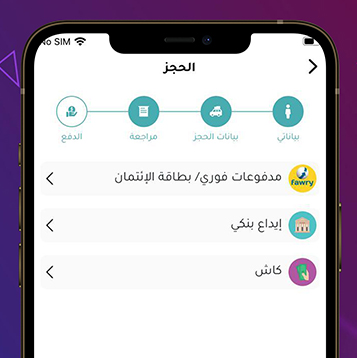 No SIM
الحجز
بياناتي
بيانات الحجز
مراجعة
الدفع
مدفوعات فوري/ بطاقة الإئتمان
fawry
إيداع بنكي
كاش